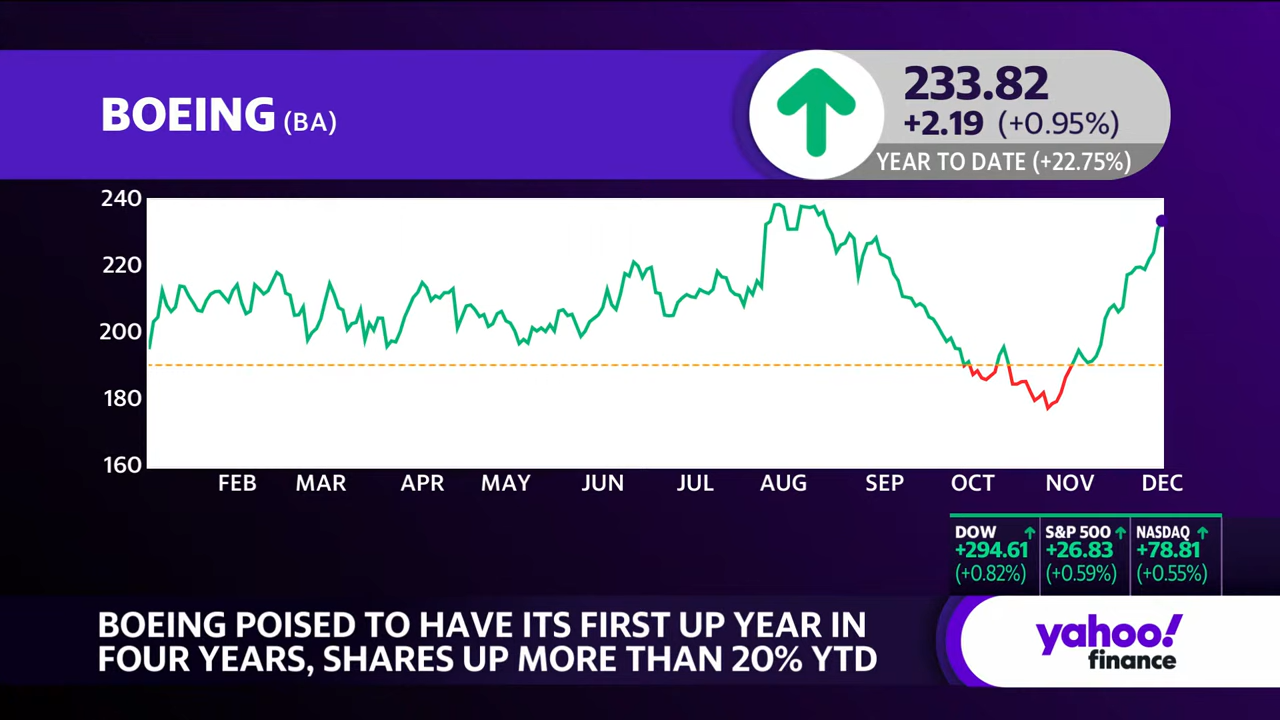 BOEING (BA)
233.82
+2.19 (+0.95%)
YEAR TO DATE (+22.75%)
240
220
200
180
160
FEB MAR APR MAY JUN JUL AUG SEP OCT NOV DEC
DOW S&P 500 NASDAQ
+294.61 +26.83 +78.81
(+0.82%) (+0.59%) (+0.55%)
BOEING POISED TO HAVE ITS FIRST UP YEAR IN
FOUR YEARS, SHARES UP MORE THAN 20% YTD
yahoo!
finance